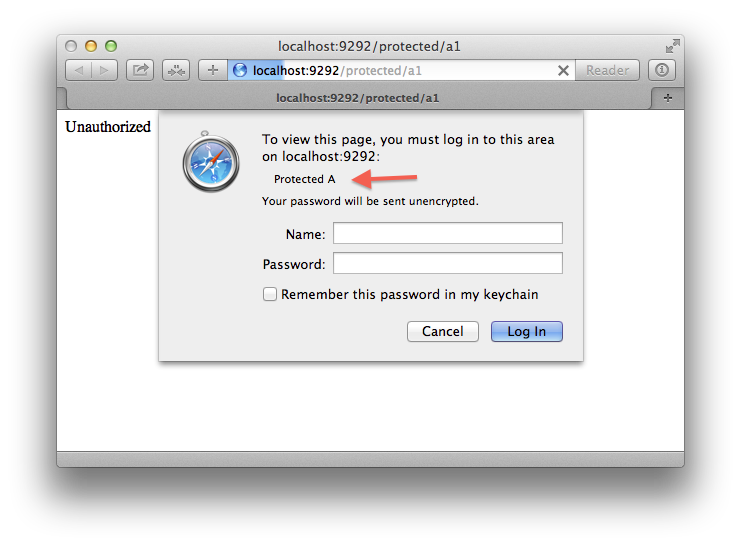 localhost:9292/protected/a1
localhost:9292/protected/a1
Reader
localhost:9292/protected/a1
Unauthorized
To view this page, you must log in to this area
on localhost:9292:
Protected A
Your password will be sent unencrypted.
Name:
Password:
Remember this password in my keychain
Cancel
Log In